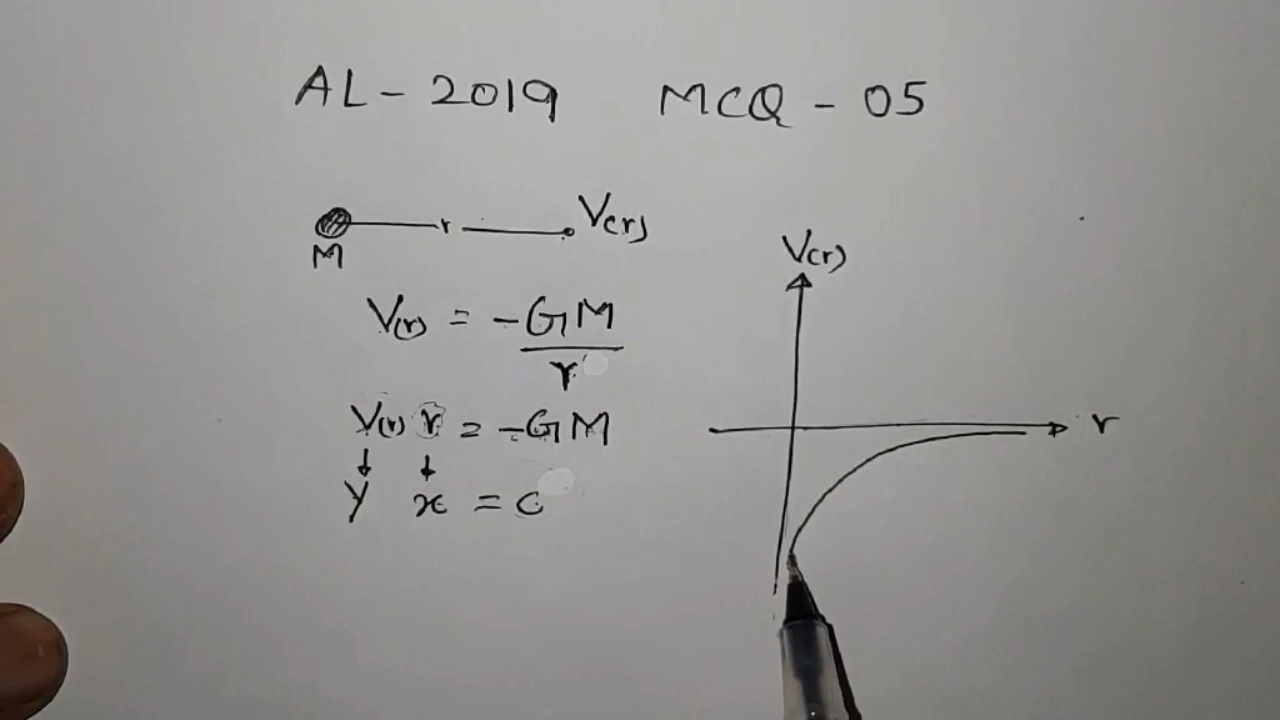 AL - 2019 MCQ - 05
M r V(r)
V(r) = -GM
r
V(r) r = -GM
↓ ↓
y x = c
V(r)
r